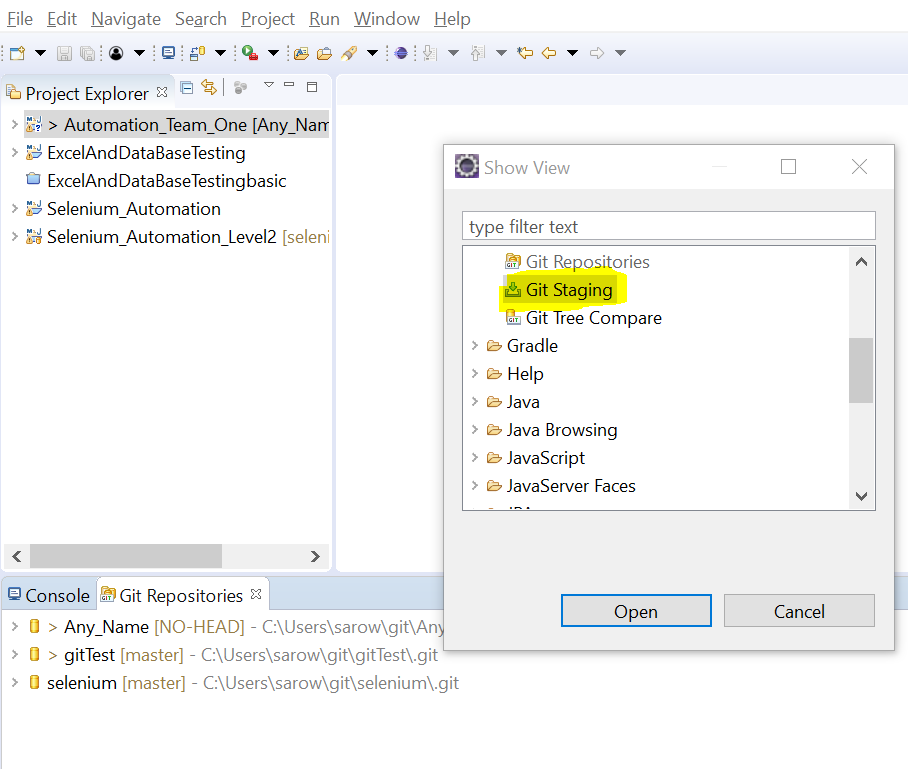 File Edit Navigate Search Project Run Window Help
Project Explorer
> Automation_Team_One [Any_Nam
ExcelAndDataBaseTesting
ExcelAndDataBaseTestingbasic
Selenium_Automation
Selenium_Automation_Level2 [seleni
Show View
type filter text
Git Repositories
Git Staging
Git Tree Compare
Gradle
Help
Java
Java Browsing
JavaScript
JavaServer Faces
Open Cancel
Console Git Repositories
> Any_Name [NO-HEAD] - C:\Users\sarow\git\Any
> gitTest [master] - C:\Users\sarow\git\gitTest\.git
selenium [master] - C:\Users\sarow\git\selenium\.git